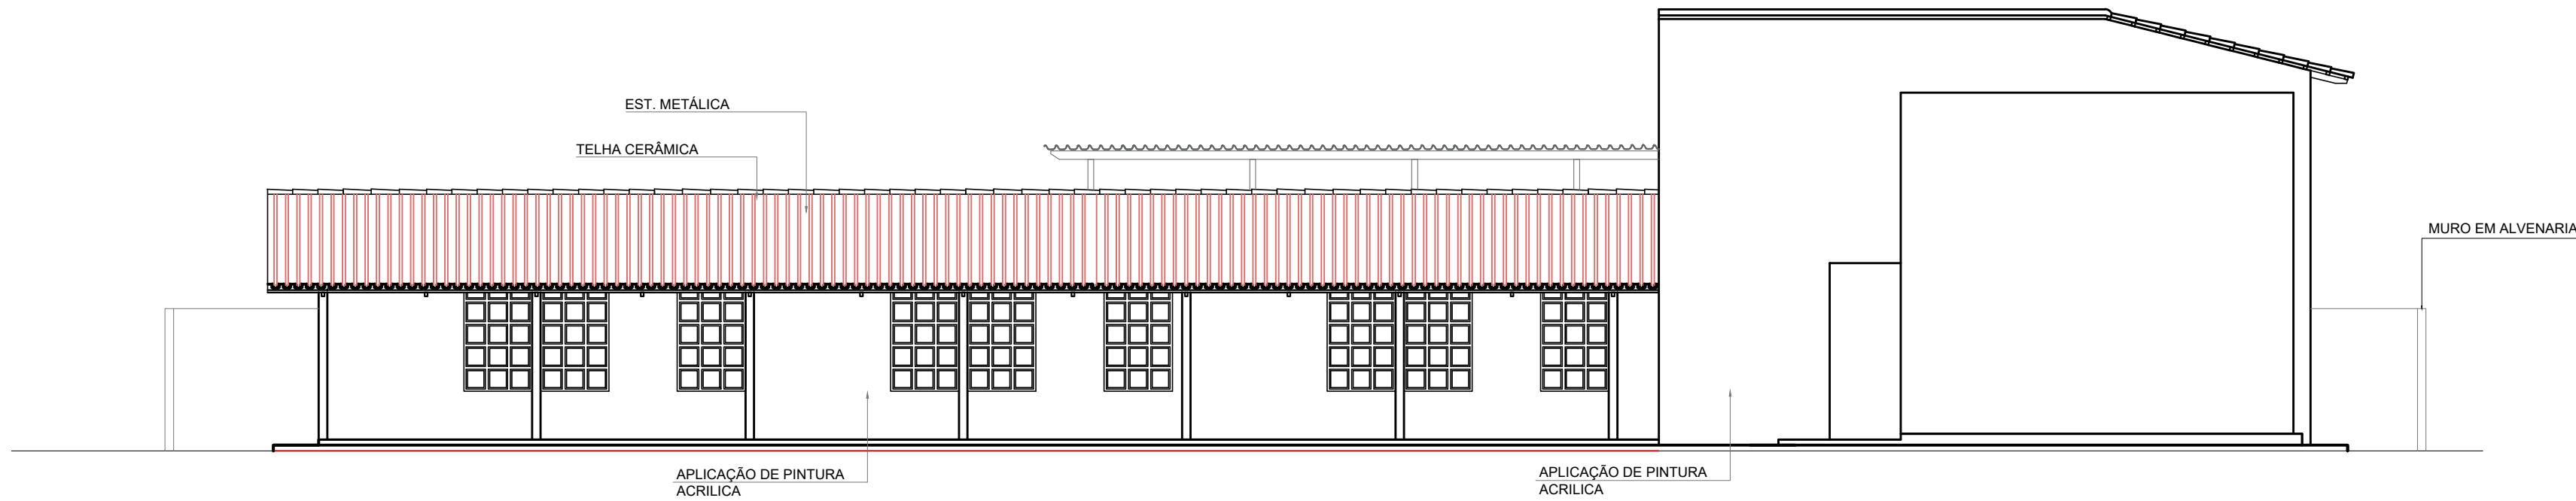 EST. METÁLICA
TELHA CERÂMICA
MURO EM ALVENARIA
APLICAÇÃO DE PINTURA
ACRILICA
APLICAÇÃO DE PINTURA
ACRILICA